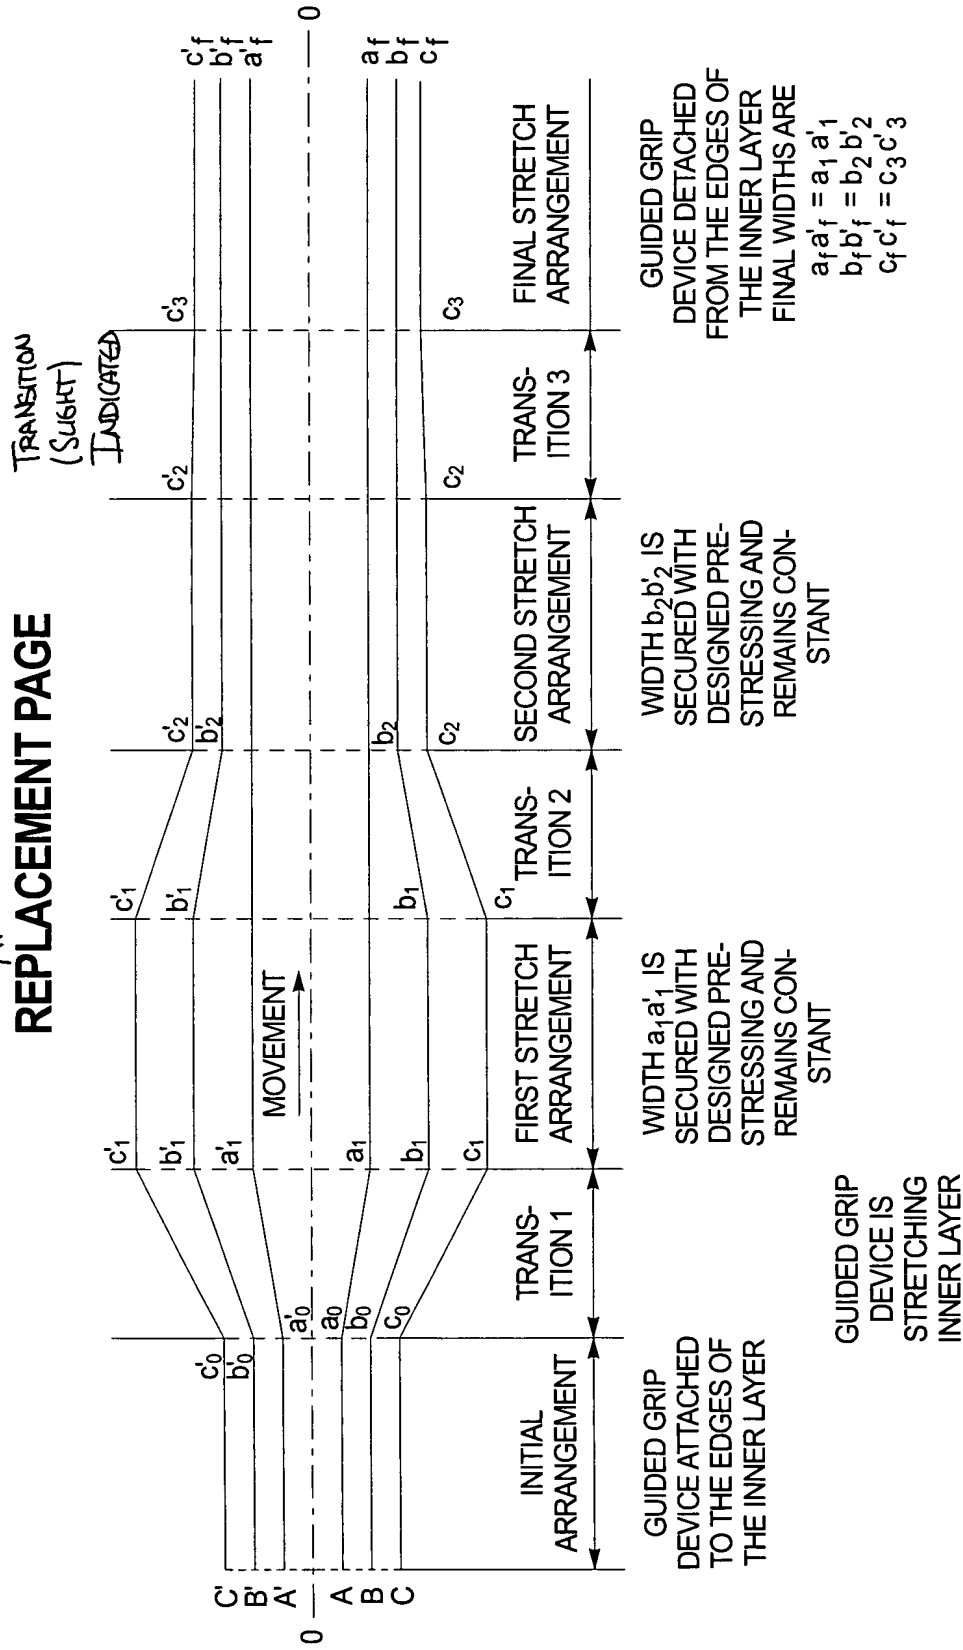 REPLACEMENT PAGE
TRANSITION
(SLIGHT)
INDICATED
C'
B'
A'
0
A
B
C
c'0
b'0
a'0
a0
b0
c0
c'1
b'1
a'1
a1
b1
c1
MOVEMENT
c'1
b'1
b1
c1
c'2
b'2
b2
c2
c'2
c2
c'3
c3
c'f
b'f
a'f
0
af
bf
cf
INITIAL
ARRANGEMENT
TRANS-
ITION 1
FIRST STRETCH
ARRANGEMENT
TRANS-
ITION 2
SECOND STRETCH
ARRANGEMENT
TRANS-
ITION 3
FINAL STRETCH
ARRANGEMENT
GUIDED GRIP
DEVICE ATTACHED
TO THE EDGES OF
THE INNER LAYER
GUIDED GRIP
DEVICE IS
STRETCHING
INNER LAYER
WIDTH a1a'1 IS
SECURED WITH
DESIGNED PRE-
STRESSING AND
REMAINS CON-
STANT
WIDTH b2b'2 IS
SECURED WITH
DESIGNED PRE-
STRESSING AND
REMAINS CON-
STANT
GUIDED GRIP
DEVICE DETACHED
FROM THE EDGES OF
THE INNER LAYER
FINAL WIDTHS ARE
afa'f = a1 a'1
bfb'f = b2 b'2
cfc'f = c3 c'3